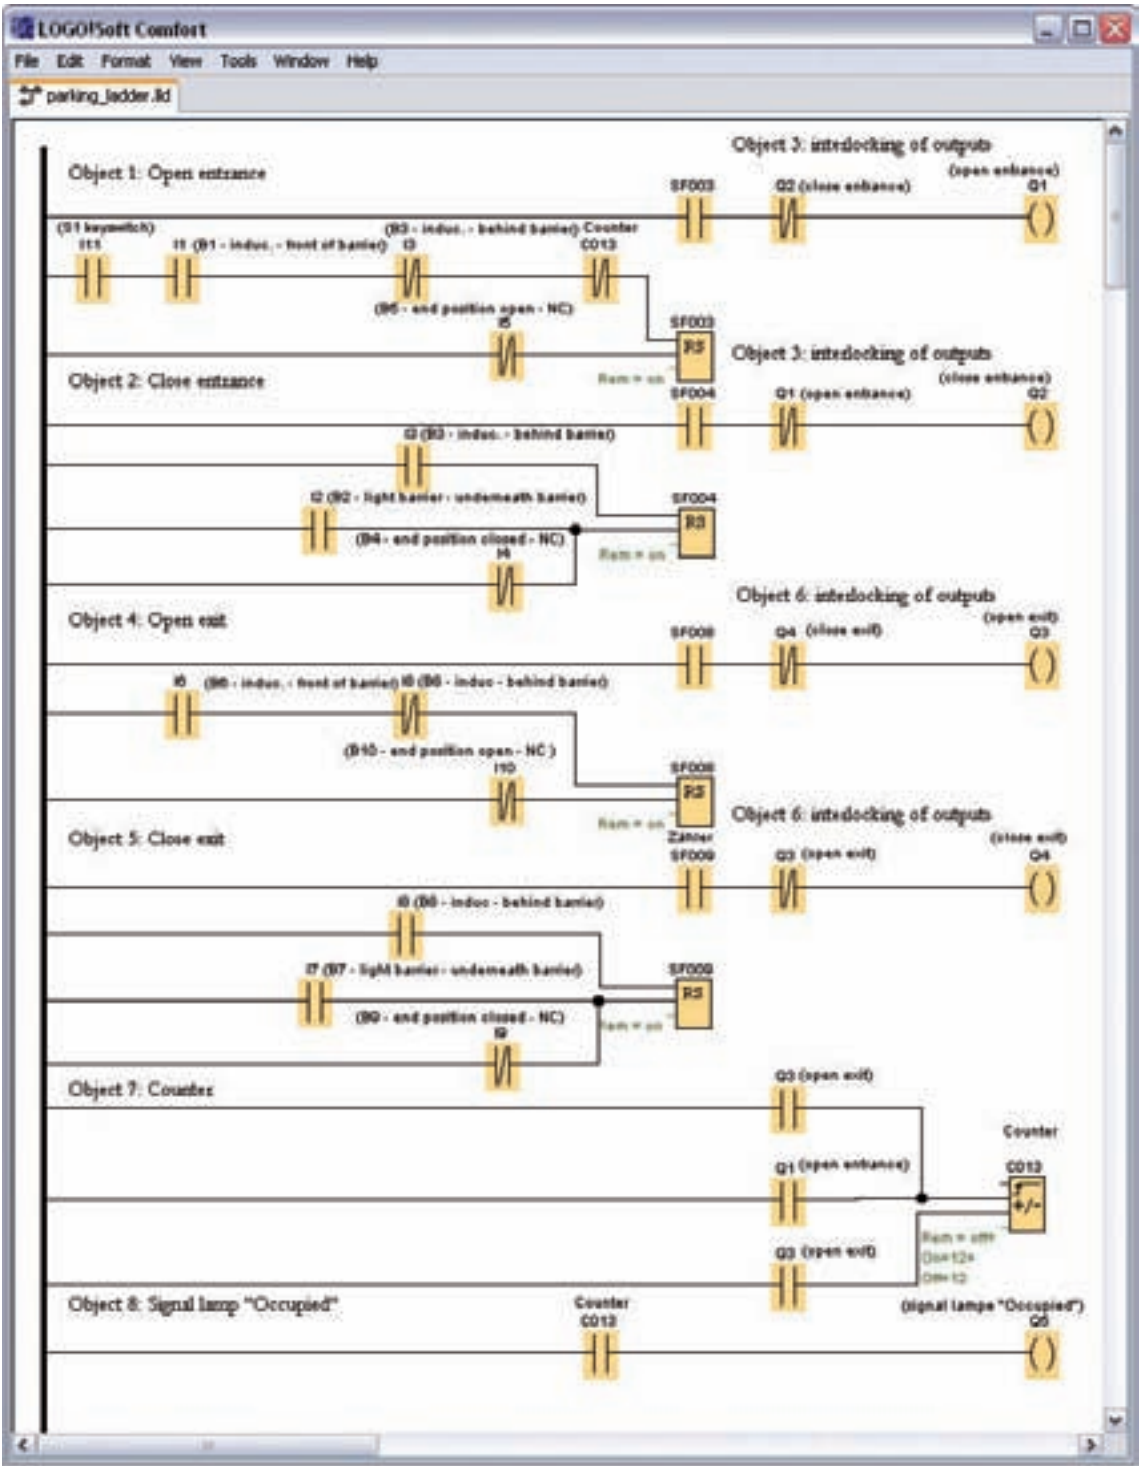 LOGO!Soft Comfort
File Edit Format View Tools Window Help
parking_ladder.lld
Object 3: interlocking of outputs
Object 1: Open entrance
(open entrance)
SF003 Q2 (close entrance) Q1
(S1 keyswitch) (B3 - induc. - behind barrier) Counter
I11 I1 (B1 - induc. - front of barrier) I3 C013
(B5 - end position open - NC)
I5 SF003
RS
Object 3: interlocking of outputs
Object 2: Close entrance
Rem = on
(close entrance)
SF004 Q1 (open entrance) Q2
I3 (B3 - induc. - behind barrier)
I2 (B2 - light barrier - underneath barrier) SF004
RS
(B4 - end position closed - NC)
I4
Rem = on
Object 6: interlocking of outputs
Object 4: Open exit
(open exit)
SF008 Q4 (close exit) Q3
I6 (B6 - induc. - front of barrier) I8 (B8 - induc - behind barrier)
(B10 - end position open - NC )
I10 SF008
RS
Rem = on
Object 6: interlocking of outputs
Object 5: Close exit
Zähler
(close exit)
SF009 Q3 (open exit) Q4
I8 (B8 - induc - behind barrier)
I7 (B7 - light barrier - underneath barrier) SF009
RS
(B9 - end position closed - NC)
I9
Rem = on
Object 7: Counter
Q3 (open exit)
Counter
Q1 (open entrance) C013
+/-
Rem = off+
On=12+
Off=12
Q3 (open exit)
Object 8: Signal lamp "Occupied"
Counter
C013
(signal lampe "Occupied")
Q5